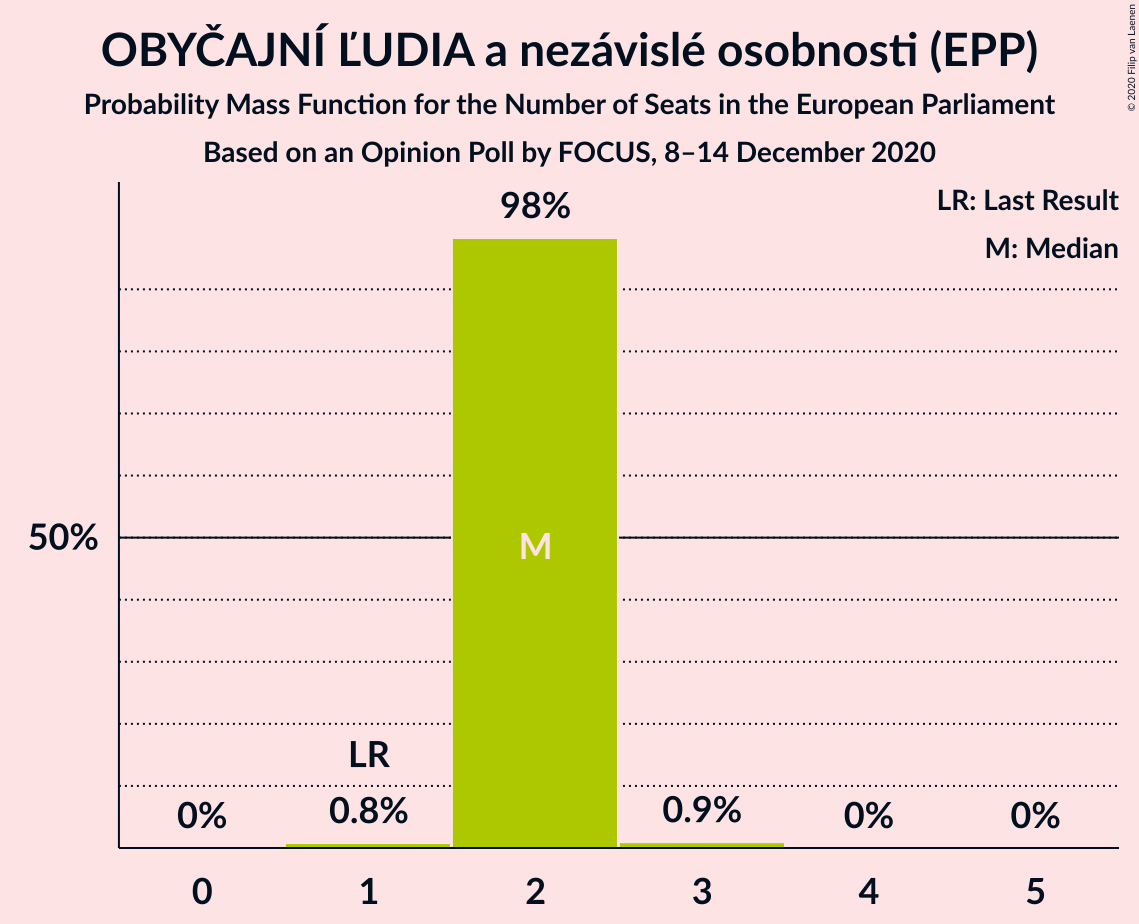 OBYČAJNÍ ĽUDIA a nezávislé osobnosti (EPP)
Probability Mass Function for the Number of Seats in the European Parliament
Based on an Opinion Poll by FOCUS, 8–14 December 2020
© 2020 Filip van Laenen
LR: Last Result
M: Median
98%
50%
M
LR
0% 0.8% 0.9% 0% 0%
0 1 2 3 4 5